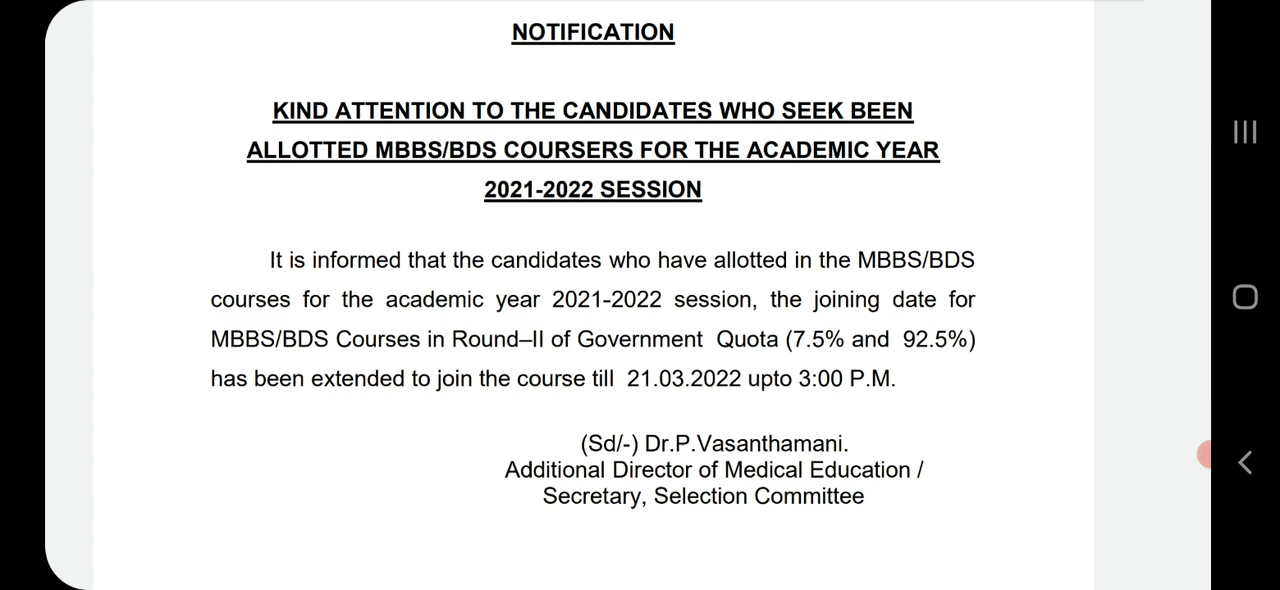 NOTIFICATION
KIND ATTENTION TO THE CANDIDATES WHO SEEK BEEN
ALLOTTED MBBS/BDS COURSERS FOR THE ACADEMIC YEAR
2021-2022 SESSION
It is informed that the candidates who have allotted in the MBBS/BDS
courses for the academic year 2021-2022 session, the joining date for
MBBS/BDS Courses in Round–II of Government Quota (7.5% and 92.5%)
has been extended to join the course till 21.03.2022 upto 3:00 P.M.
(Sd/-) Dr.P.Vasanthamani.
Additional Director of Medical Education /
Secretary, Selection Committee